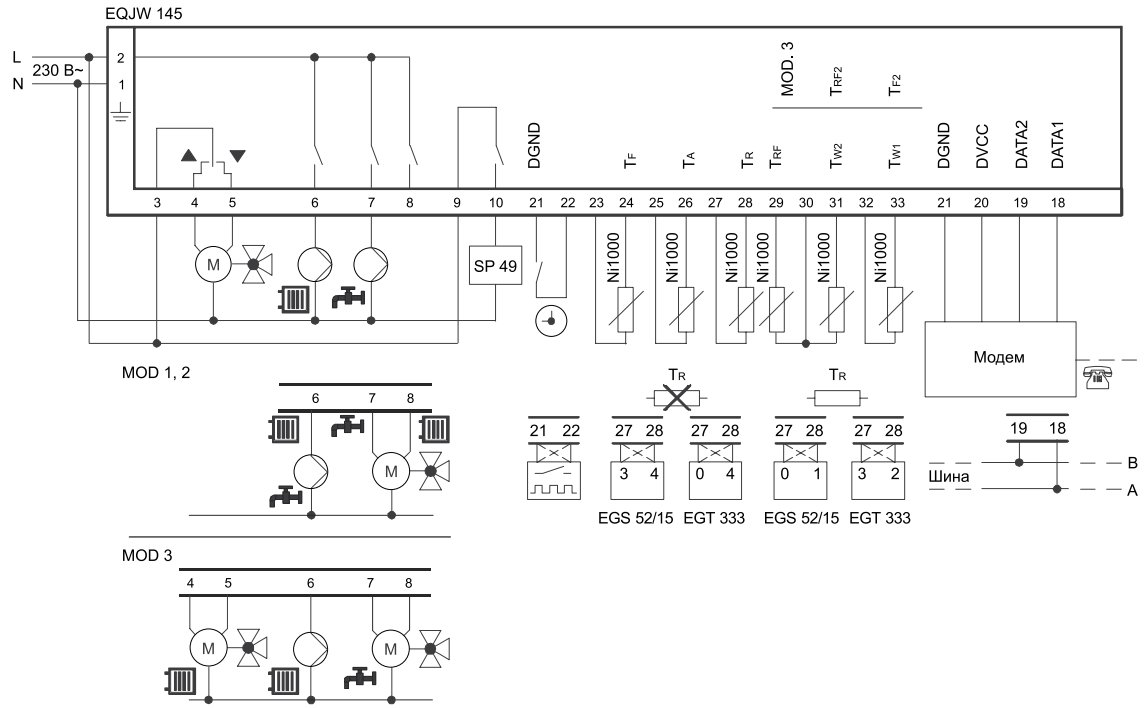 EQJW 145
L
230 В~
N
2
1
MOD. 3
TRF2
TF2
DGND
TF
TA
TR
TRF
TW2
TW1
DGND
DVCC
DATA2
DATA1
3 4 5 6 7 8 9 10 21 22 23 24 25 26 27 28 29 30 31 32 33 21 20 19 18
M
SP 49
Ni1000
Ni1000
Ni1000
Ni1000
Ni1000
Ni1000
Модем
MOD 1, 2
6 7 8
M
TR
TR
21 22
27 28
27 28
27 28
27 28
19 18
3 4
0 4
0 1
3 2
EGS 52/15
EGT 333
EGS 52/15
EGT 333
Шина
B
A
MOD 3
4 5 6 7 8
M
M